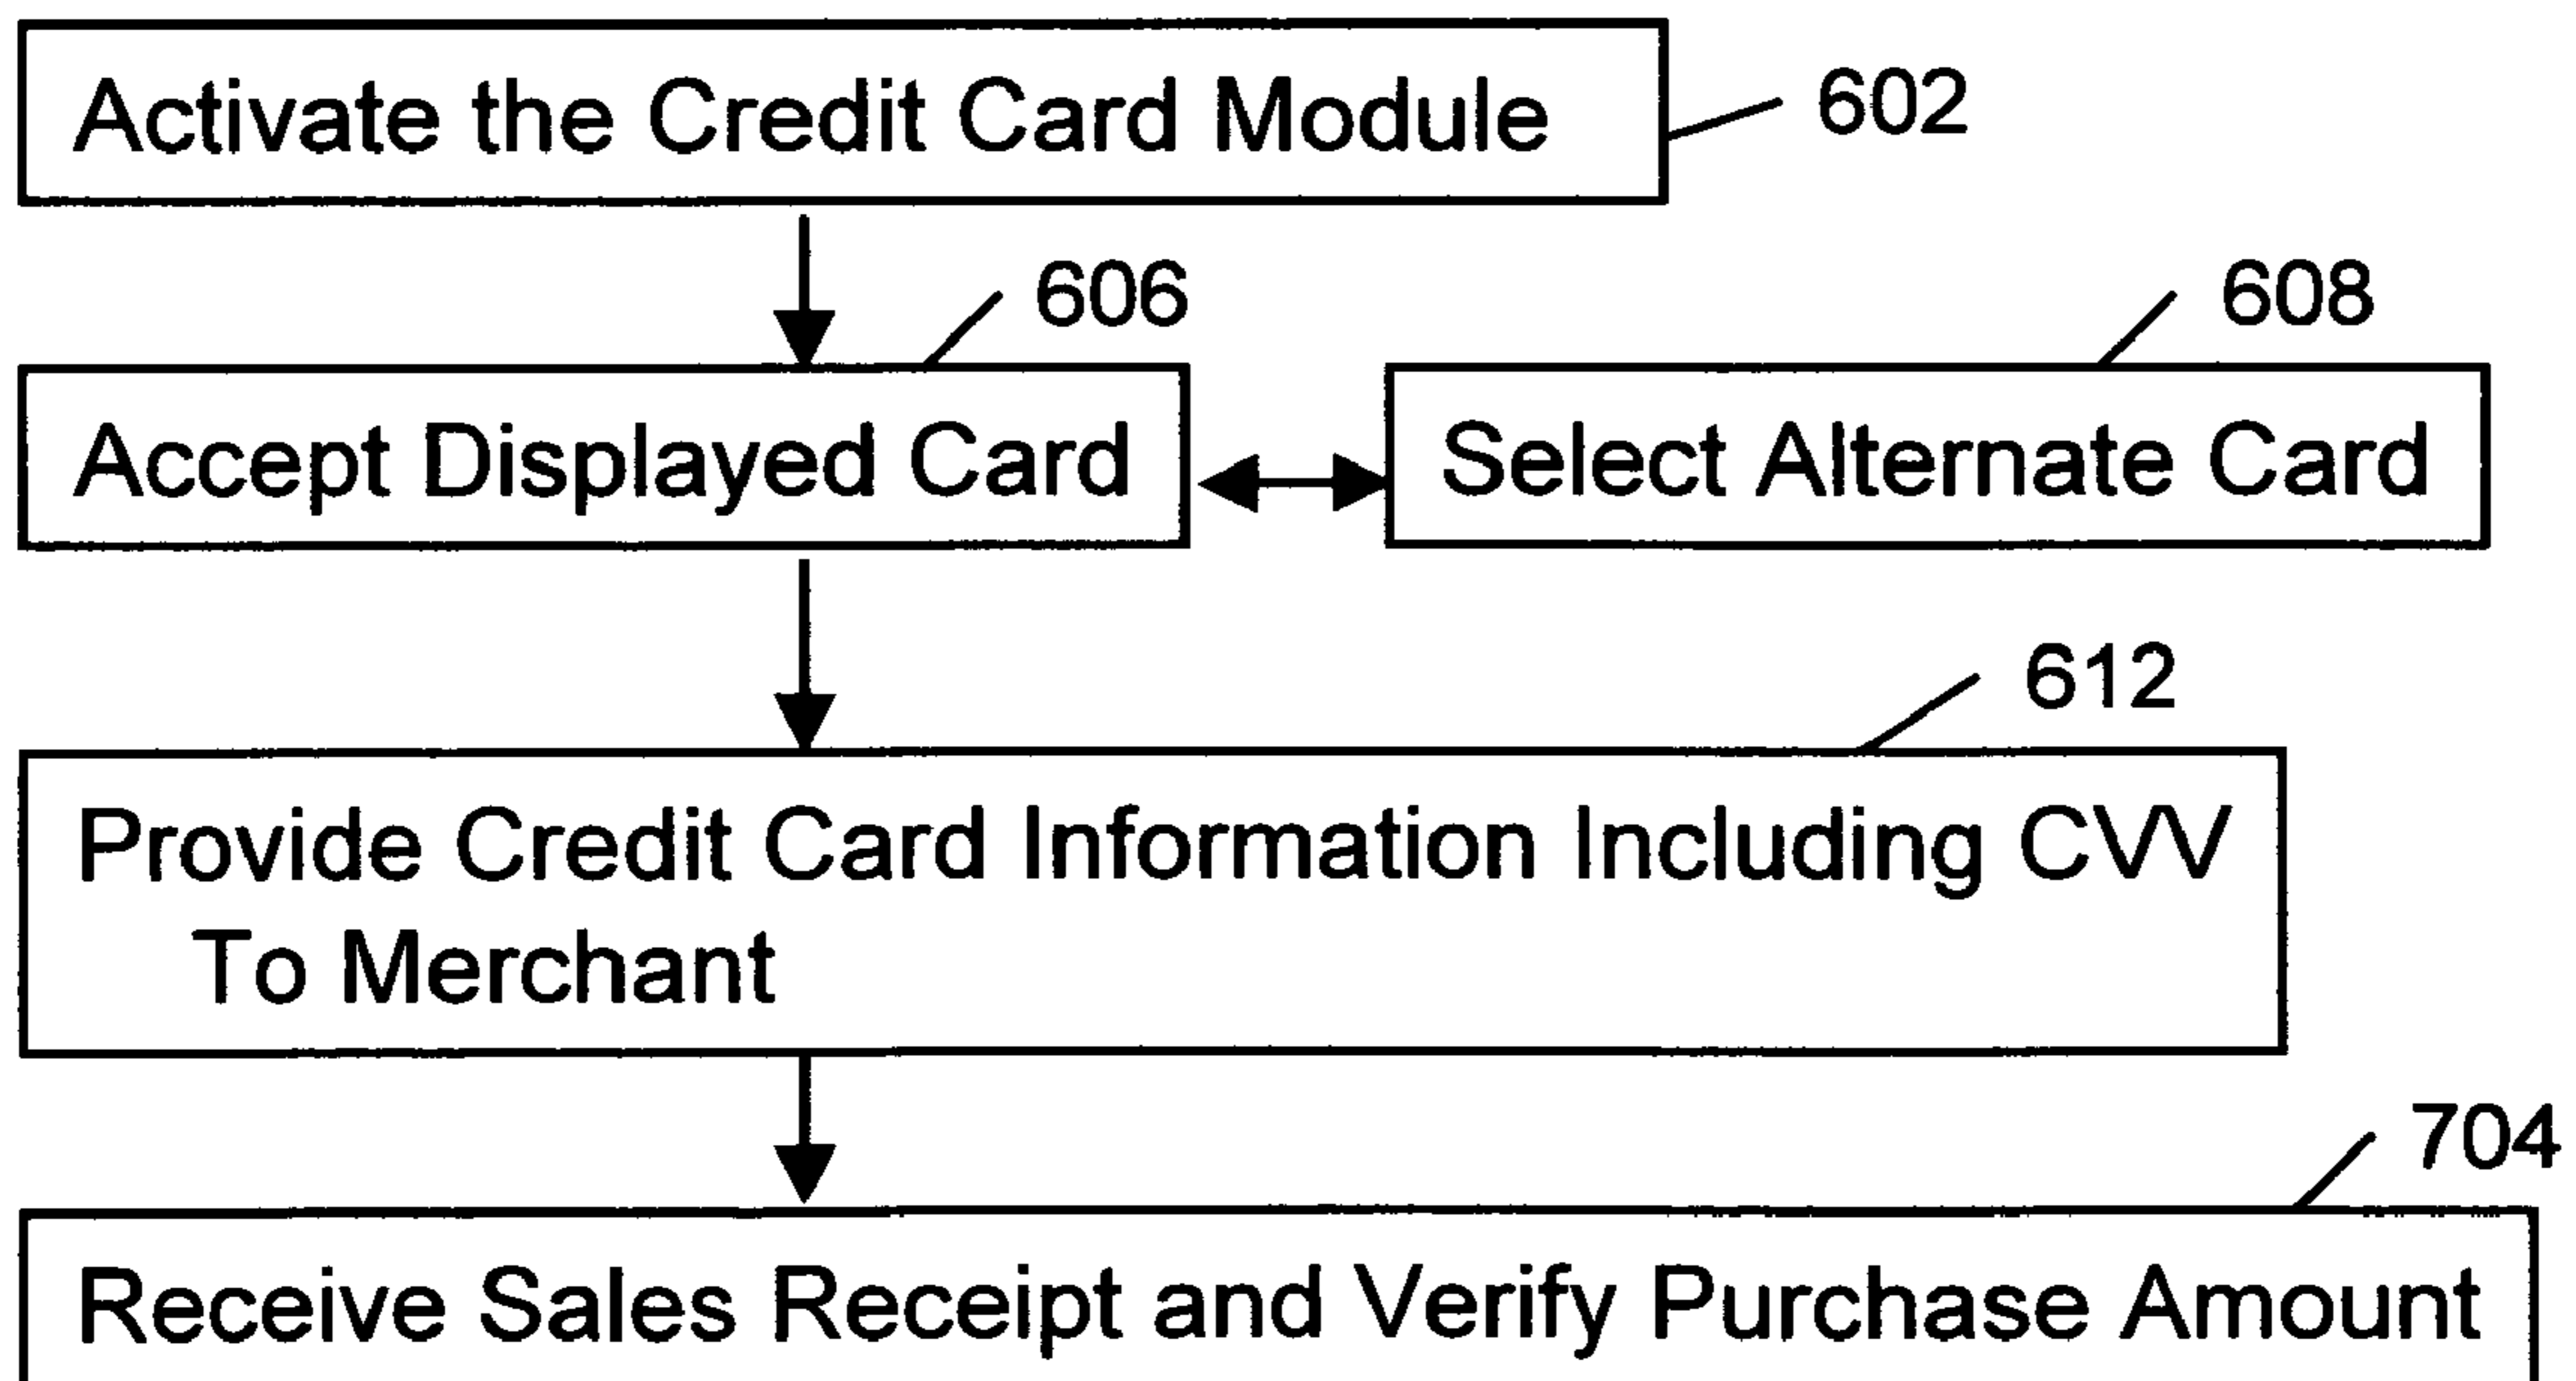 Activate the Credit Card Module
602
606
608
Accept Displayed Card
Select Alternate Card
612
Provide Credit Card Information Including CVV
To Merchant
704
Receive Sales Receipt and Verify Purchase Amount